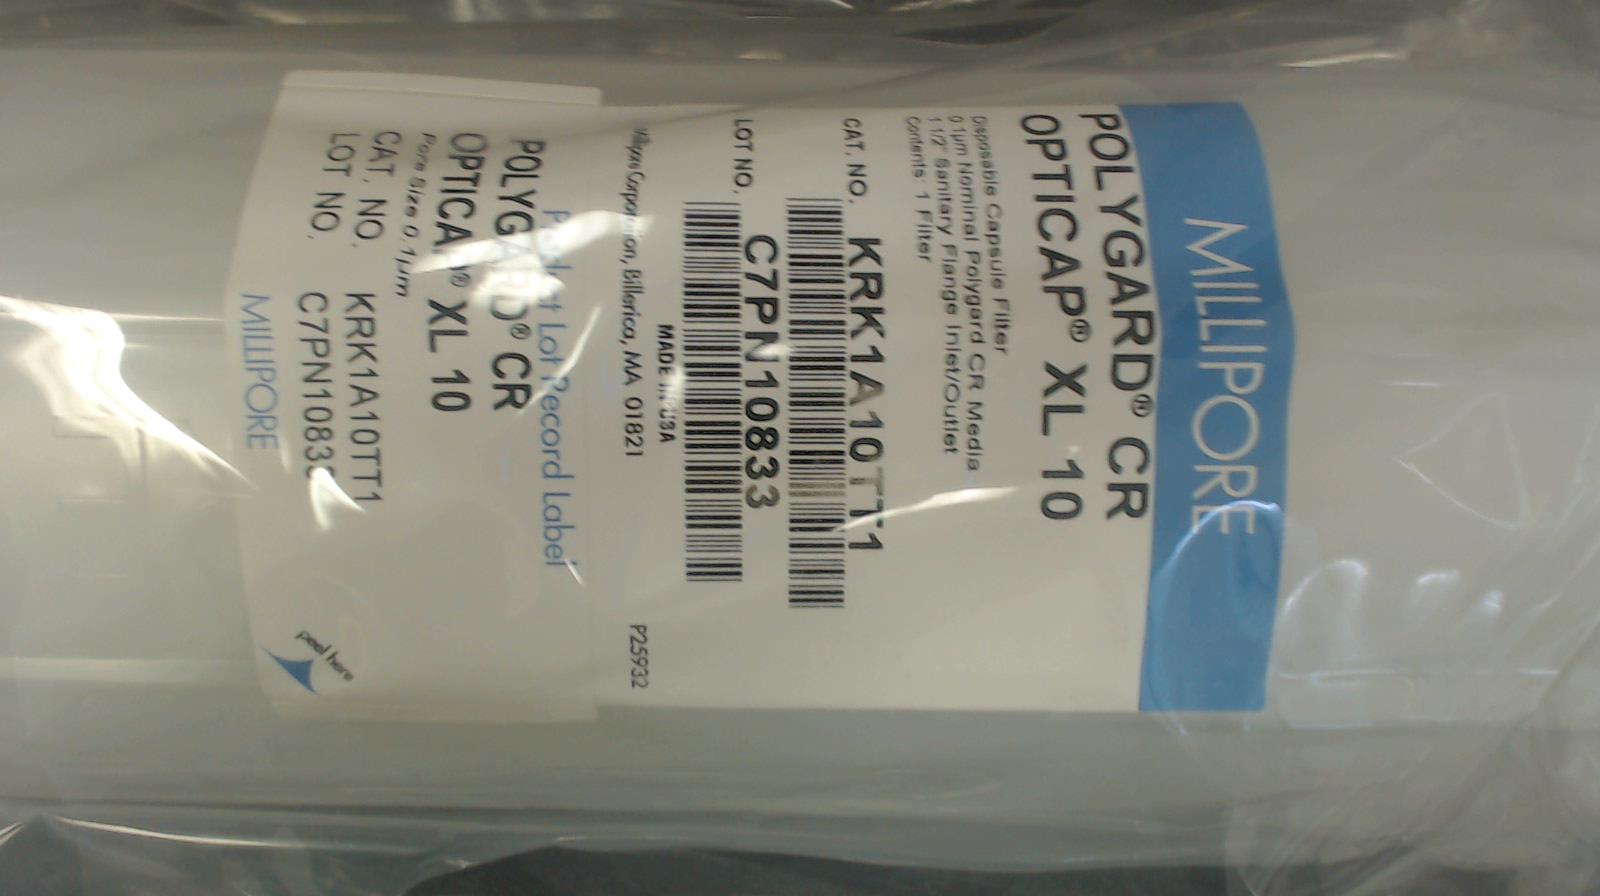 MILLIPORE
POLYGARD® CR
OPTICAP® XL 10
Disposable Capsule Filter
0.1µm Nominal Polygard CR Media
1 1/2" Sanitary Flange Inlet/Outlet
Contents: 1 Filter
CAT. NO. KRK1A10TT1
LOT NO. C7PN10833
MADE IN USA
Millipore Corporation, Billerica, MA 01821 P25932
Lot Record Label
POLYGARD® CR
OPTICAP® XL 10
Pore Size 0.1µm
CAT. NO. KRK1A10TT1
LOT NO. C7PN10833
MILLIPORE
peel here